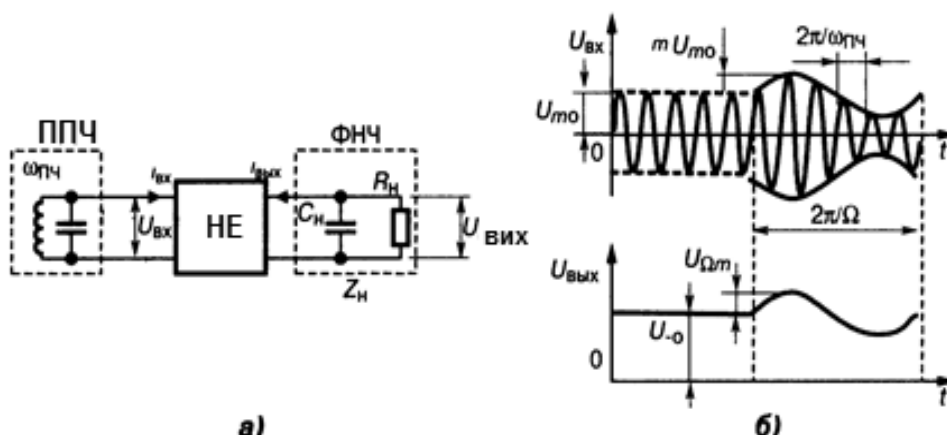 ППЧ
ωпч
iвх
Uвх
НЕ
iвых
ФНЧ
Cн
Rн
Zн
U вих
а)
Uвх
mUmo
2π/ωпч
Umo
0
t
2π/Ω
Uвых
UΩm
U-o
0
t
б)